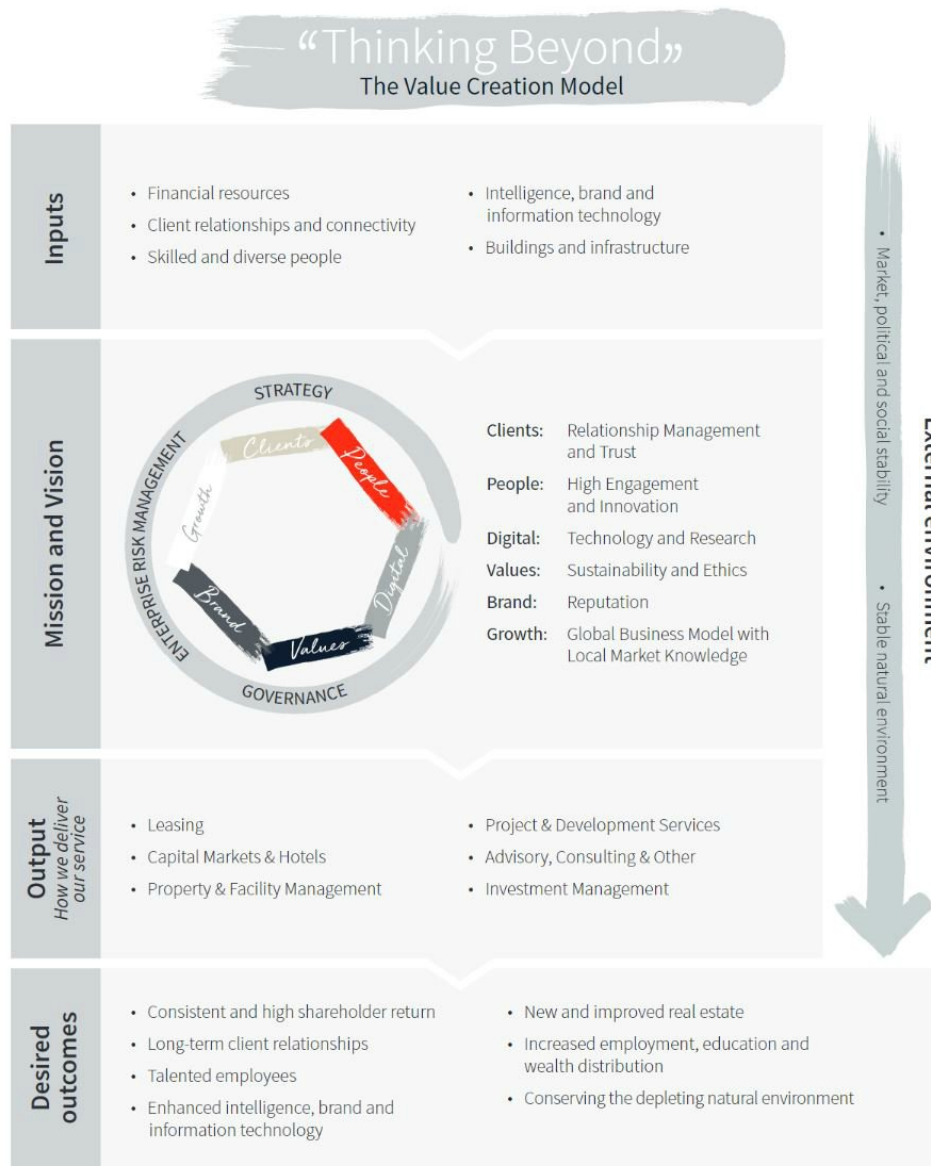 “Thinking Beyond”
The Value Creation Model
Inputs
• Financial resources
• Client relationships and connectivity
• Skilled and diverse people
• Intelligence, brand and
information technology
• Buildings and infrastructure
Mission and Vision
STRATEGY
ENTERPRISE RISK MANAGEMENT
GOVERNANCE
Clients
People
Digital
Values
Brand
Growth
Clients: Relationship Management
and Trust
People: High Engagement
and Innovation
Digital: Technology and Research
Values: Sustainability and Ethics
Brand: Reputation
Growth: Global Business Model with
Local Market Knowledge
Output
How we deliver
our service
• Leasing
• Capital Markets & Hotels
• Property & Facility Management
• Project & Development Services
• Advisory, Consulting & Other
• Investment Management
Desired
outcomes
• Consistent and high shareholder return
• Long-term client relationships
• Talented employees
• Enhanced intelligence, brand and
information technology
• New and improved real estate
• Increased employment, education and
wealth distribution
• Conserving the depleting natural environment
• Market, political and social stability
• Stable natural environment
External environment